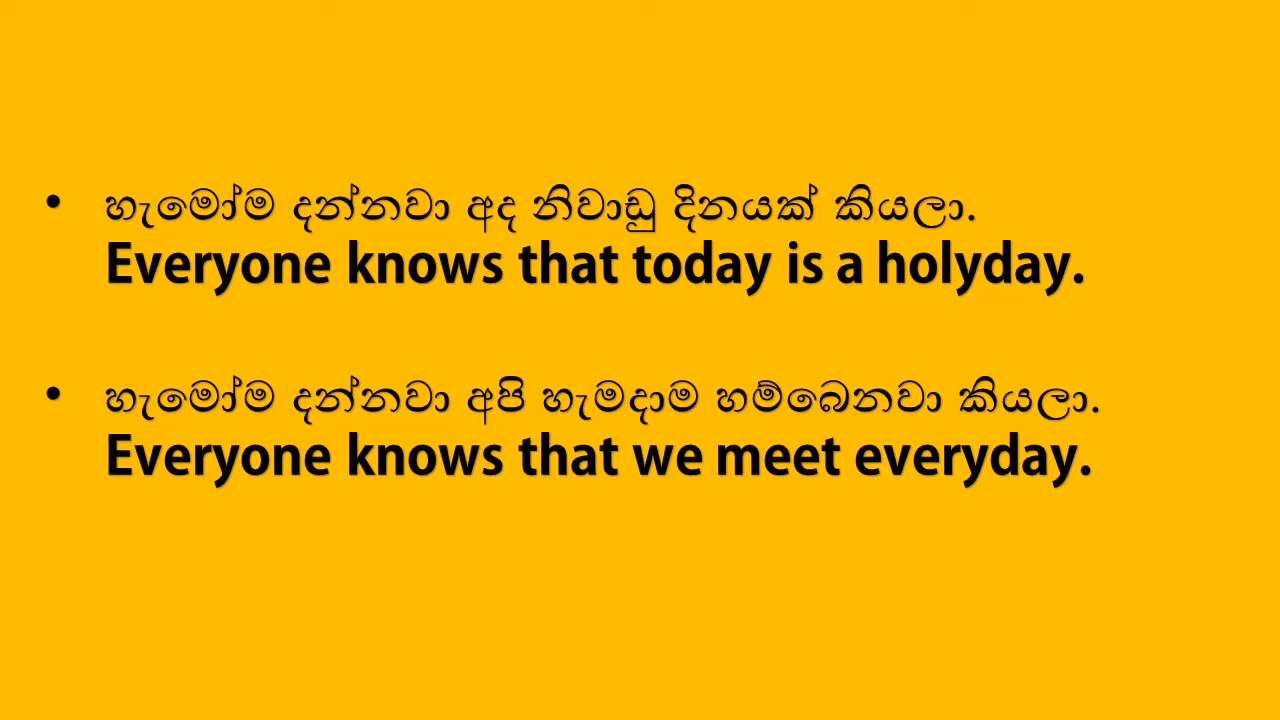 • හැමෝම දන්නවා අද නිවාඩු දිනයක් කියලා.
Everyone knows that today is a holyday.
• හැමෝම දන්නවා අපි හැමදාම හම්බෙනවා කියලා.
Everyone knows that we meet everyday.